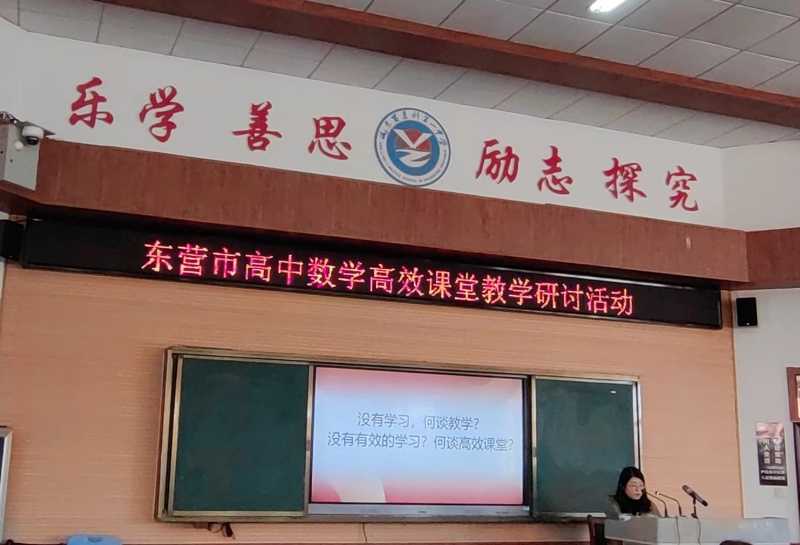 乐学 善思 励志 探究
东营市高中数学高效课堂教学研讨活动
没有学习，何谈教学？
没有有效的学习？何谈高效课堂？